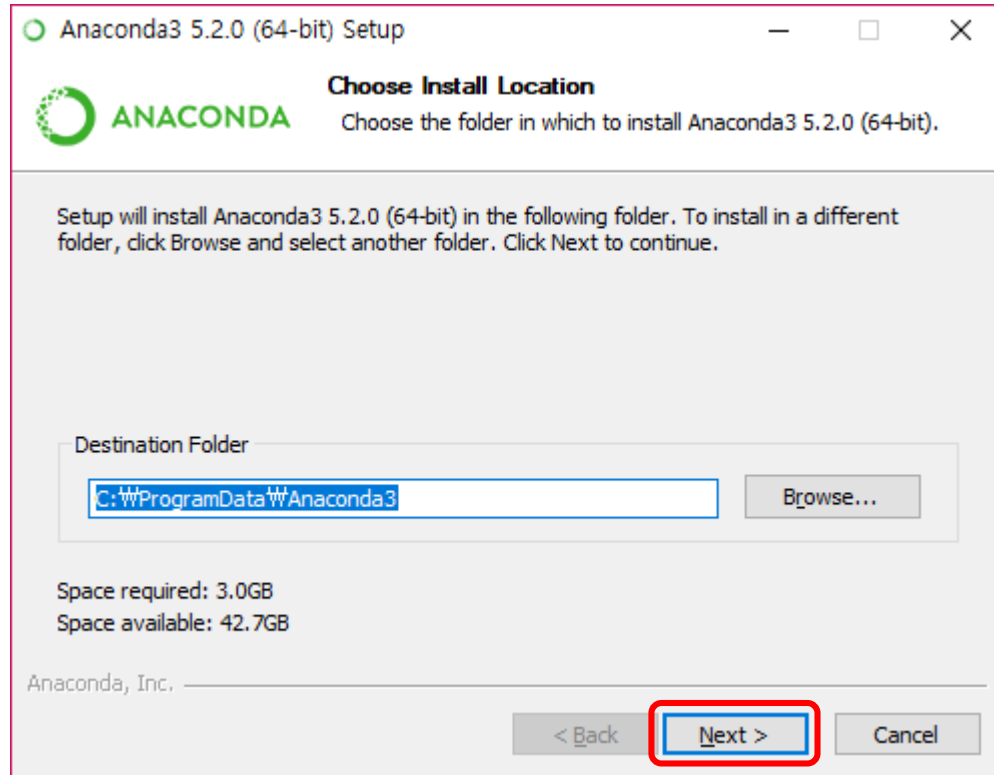 Anaconda3 5.2.0 (64-bit) Setup
ANACONDA
Choose Install Location
Choose the folder in which to install Anaconda3 5.2.0 (64-bit).
Setup will install Anaconda3 5.2.0 (64-bit) in the following folder. To install in a different
folder, click Browse and select another folder. Click Next to continue.
Destination Folder
C:₩ProgramData₩Anaconda3
Browse...
Space required: 3.0GB
Space available: 42.7GB
Anaconda, Inc.
< Back
Next >
Cancel